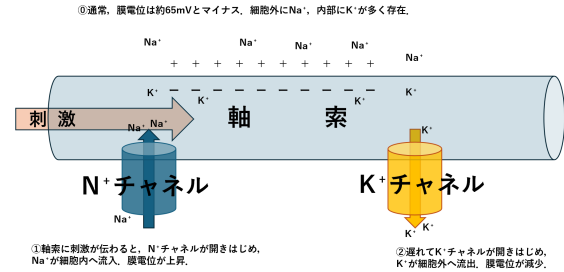 ⓪通常，膜電位は約65mVとマイナス．細胞外にNa⁺，内部にK⁺が多く存在．
Na⁺ Na⁺ Na⁺ Na⁺ Na⁺
+ + + + + + + + +
K⁺ − − − − − − − − − K⁺
K⁺ K⁺
刺激 軸索
Na⁺ Na⁺ K⁺
N⁺チャネル K⁺チャネル
Na⁺ K⁺ K⁺
①軸索に刺激が伝わると，N⁺チャネルが開きはじめ，
Na⁺が細胞内へ流入．膜電位が上昇．
②遅れてK⁺チャネルが開きはじめ，
K⁺が細胞外へ流出．膜電位が減少．